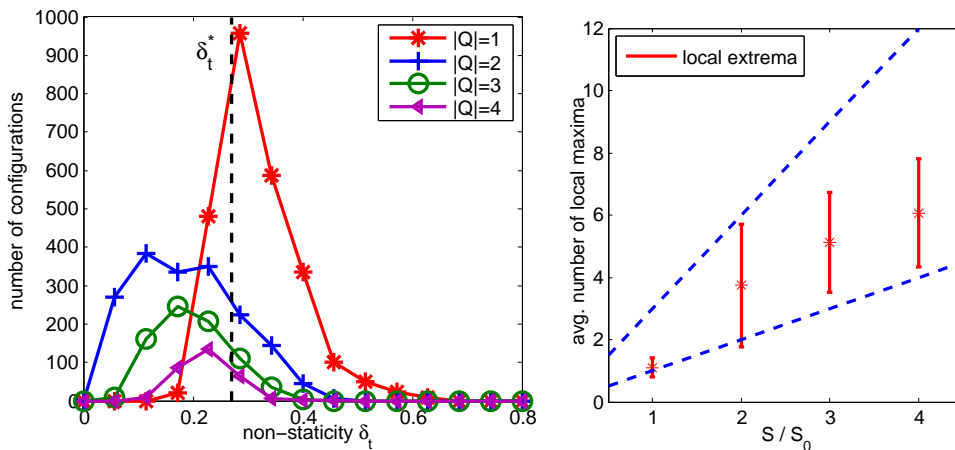 1000
900
800
700
600
500
400
300
200
100
0
number of configurations
δt*
|Q|=1
|Q|=2
|Q|=3
|Q|=4
0 0.2 0.4 0.6 0.8
non-staticity δt
12
10
8
6
4
2
0
avg. number of local maxima
local extrema
1 2 3 4
S / S0